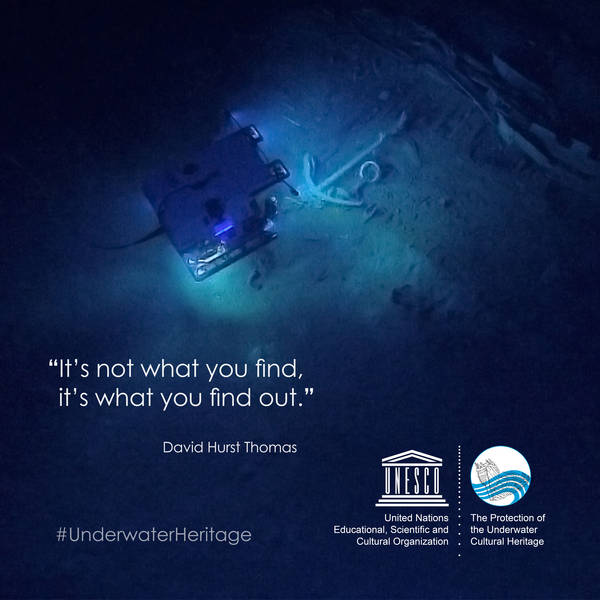 “It’s not what you find,
it’s what you find out.”
David Hurst Thomas
#UnderwaterHeritage
UNESCO
United Nations
Educational, Scientific and
Cultural Organization
The Protection of
the Underwater
Cultural Heritage